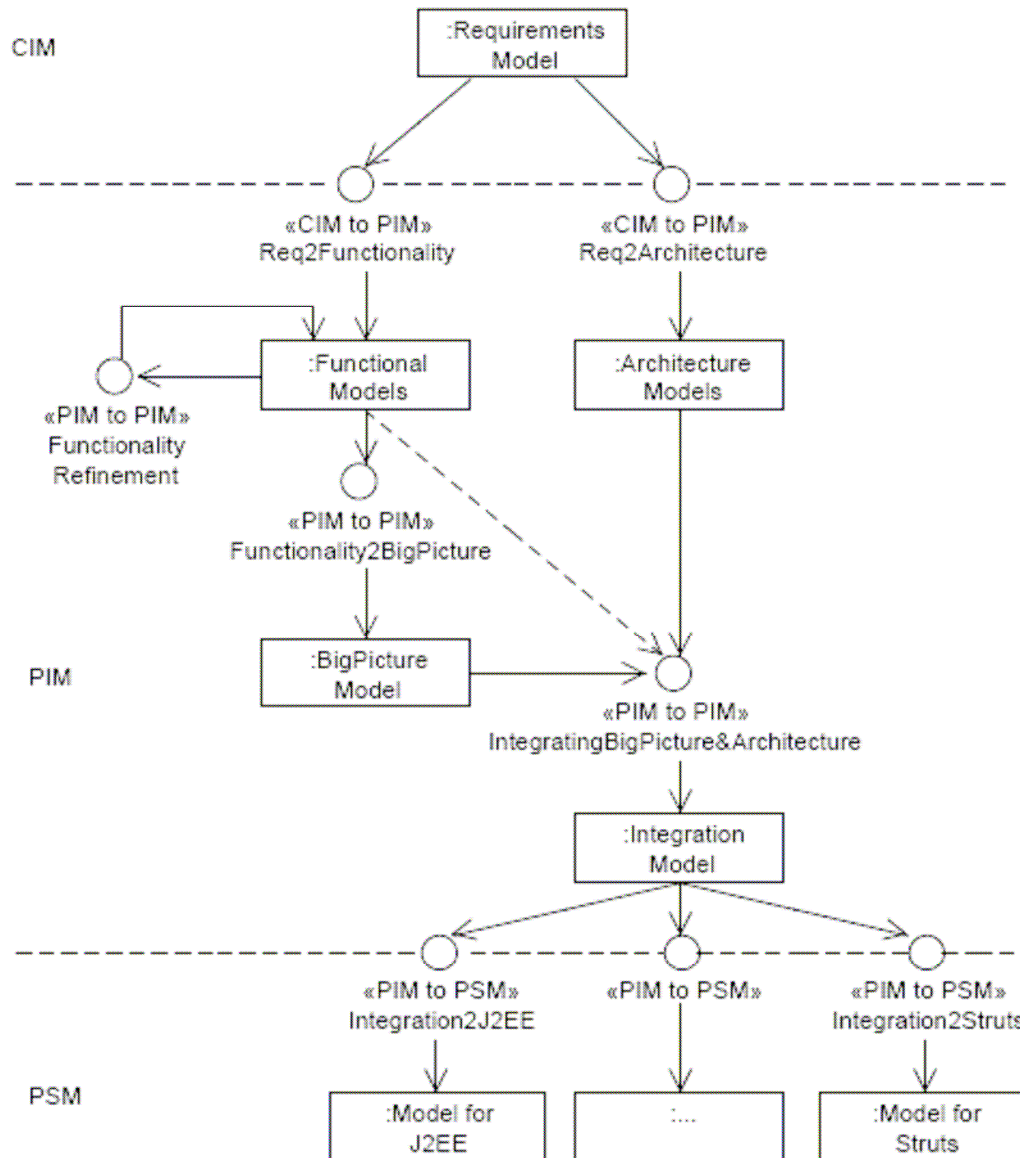 CIM
:Requirements
Model
«CIM to PIM»
Req2Functionality
«CIM to PIM»
Req2Architecture
:Functional
Models
:Architecture
Models
«PIM to PIM»
Functionality
Refinement
«PIM to PIM»
Functionality2BigPicture
PIM
:BigPicture
Model
«PIM to PIM»
IntegratingBigPicture&Architecture
:Integration
Model
«PIM to PSM»
Integration2J2EE
«PIM to PSM»
«PIM to PSM»
Integration2Struts
PSM
:Model for
J2EE
:...
:Model for
Struts